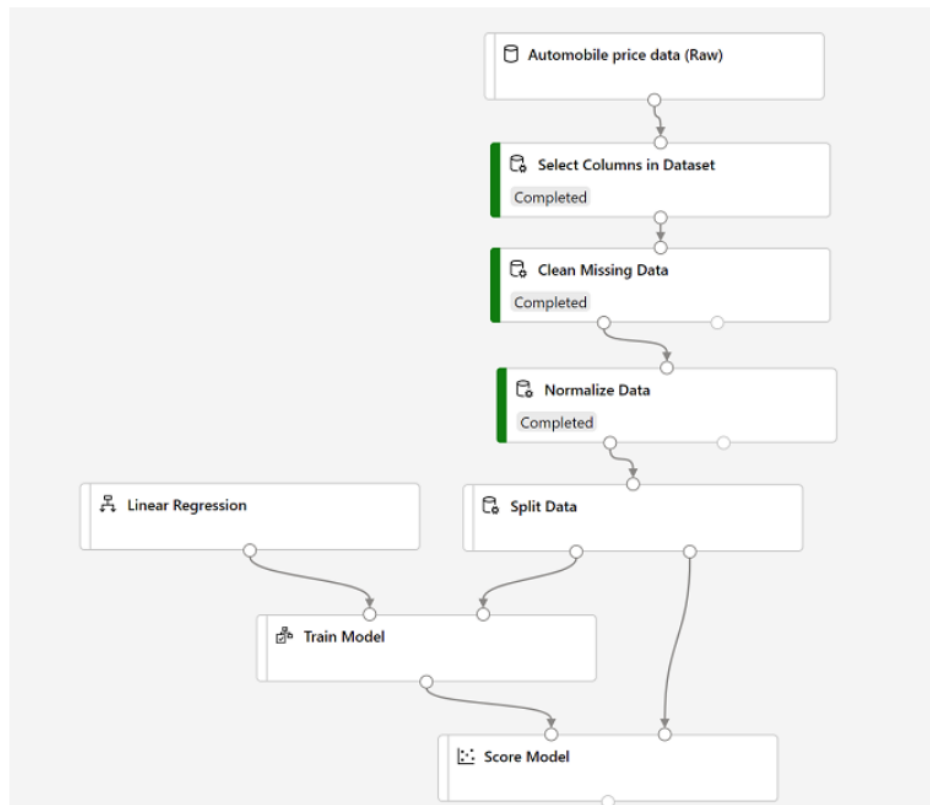 Automobile price data (Raw)
Select Columns in Dataset
Completed
Clean Missing Data
Completed
Normalize Data
Completed
Linear Regression
Split Data
Train Model
Score Model